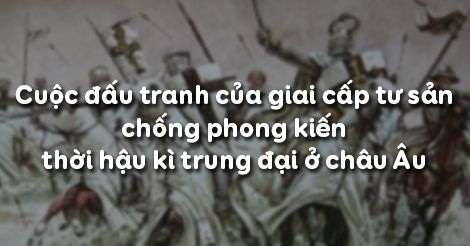 Cuộc đấu tranh của giai cấp tư sản
chống phong kiến
thời hậu kì trung đại ở châu Âu